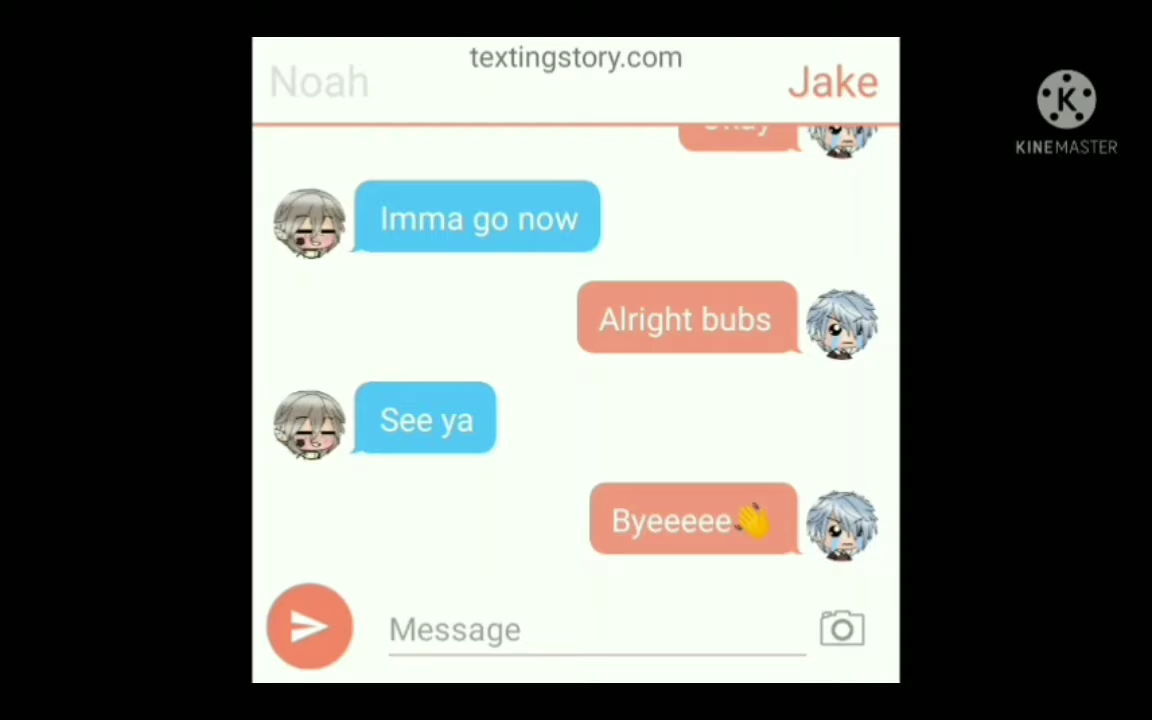 textingstory.com
Noah
Jake
Imma go now
Alright bubs
See ya
Byeeeee👋
Message
K
KINEMASTER